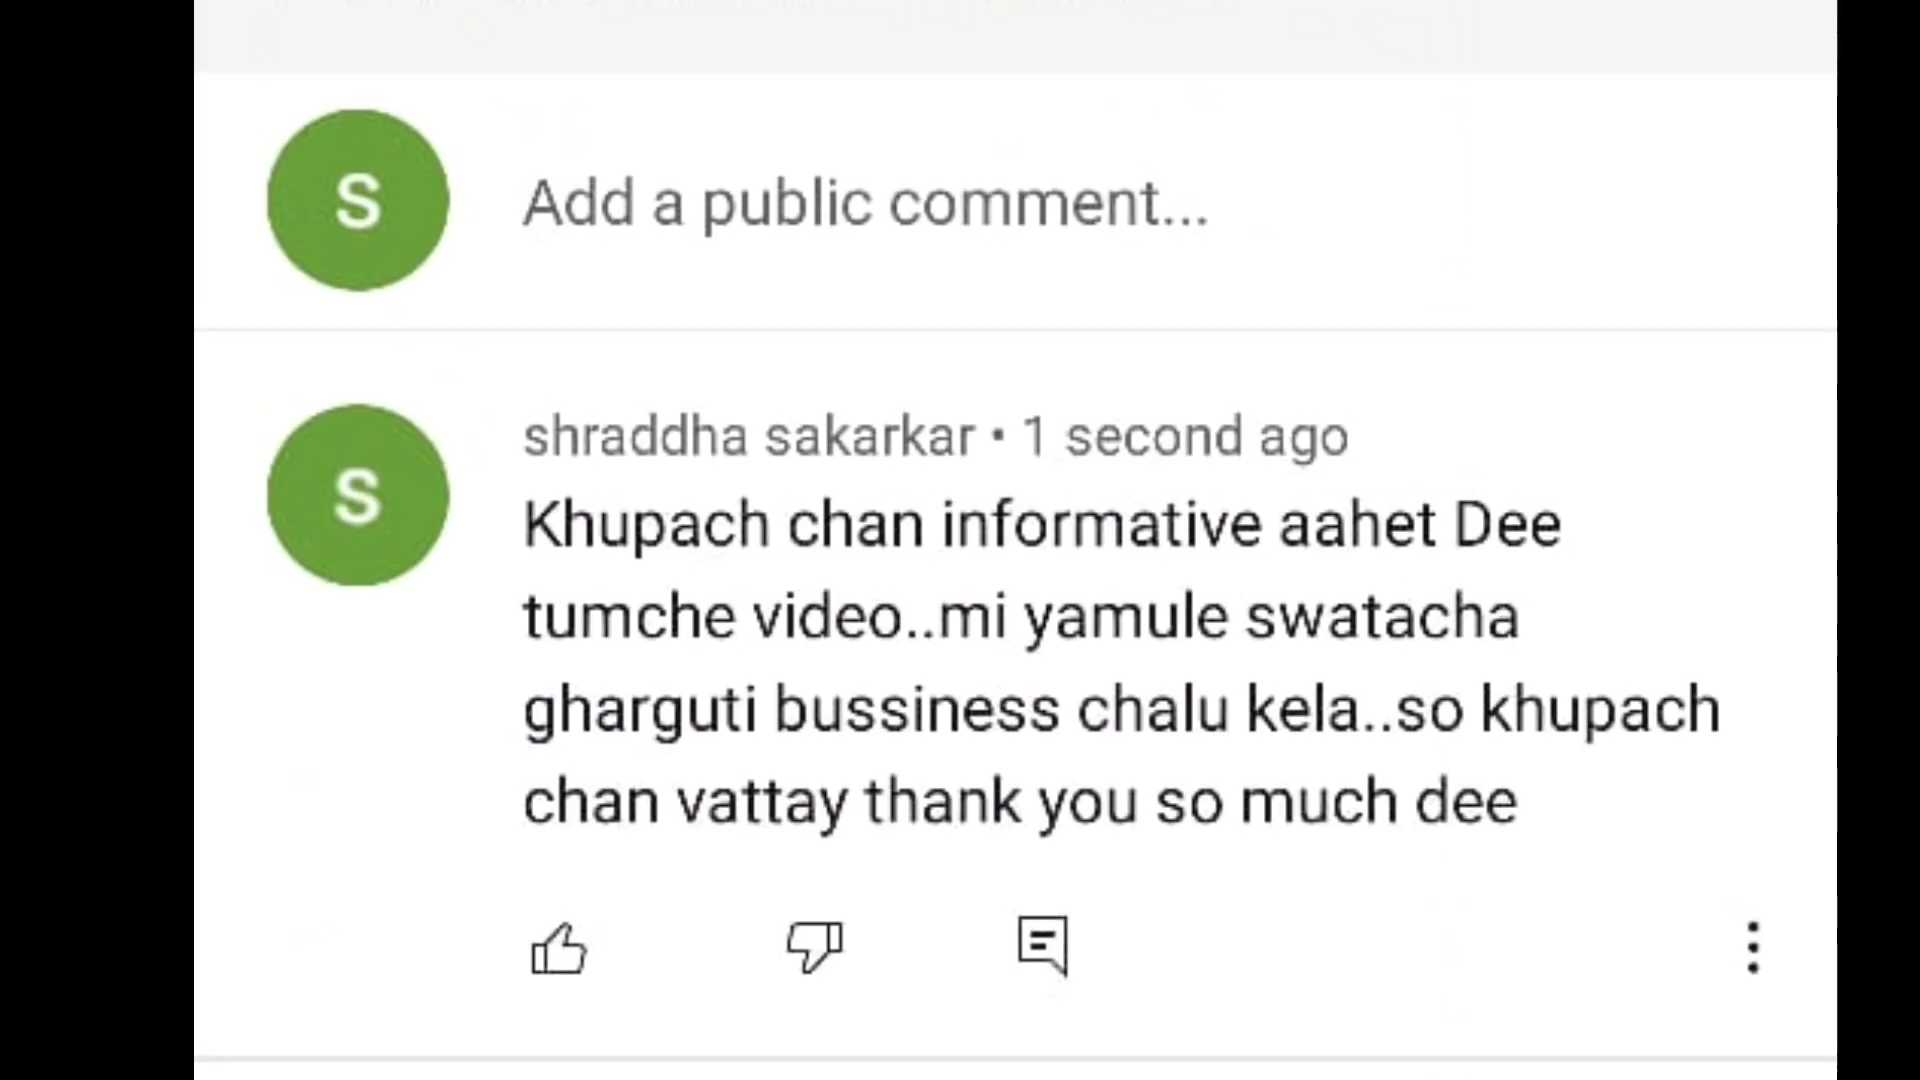 S
Add a public comment...
S
shraddha sakarkar • 1 second ago
Khupach chan informative aahet Dee
tumche video..mi yamule swatacha
gharguti bussiness chalu kela..so khupach
chan vattay thank you so much dee